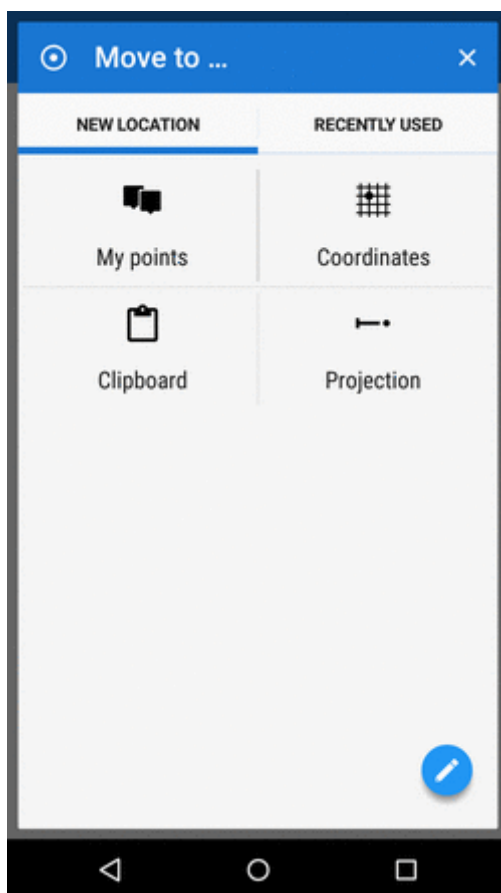 Move to ...
NEW LOCATION
RECENTLY USED
My points
Coordinates
Clipboard
Projection